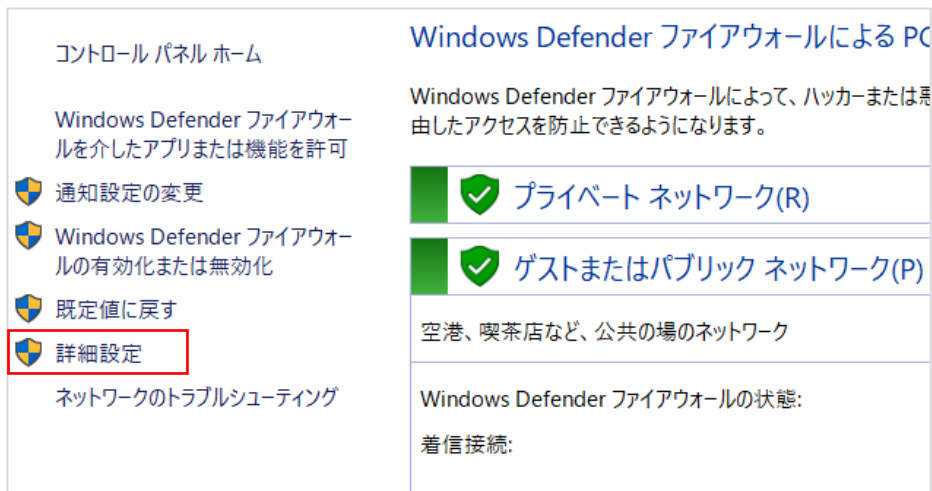 コントロール パネル ホーム
Windows Defender ファイアウォー
ルを介したアプリまたは機能を許可
通知設定の変更
Windows Defender ファイアウォー
ルの有効化または無効化
既定値に戻す
詳細設定
ネットワークのトラブルシューティング
Windows Defender ファイアウォールによる PC
Windows Defender ファイアウォールによって、ハッカーまたは悪
由したアクセスを防止できるようになります。
プライベート ネットワーク(R)
ゲストまたはパブリック ネットワーク(P)
空港、喫茶店など、公共の場のネットワーク
Windows Defender ファイアウォールの状態:
着信接続: